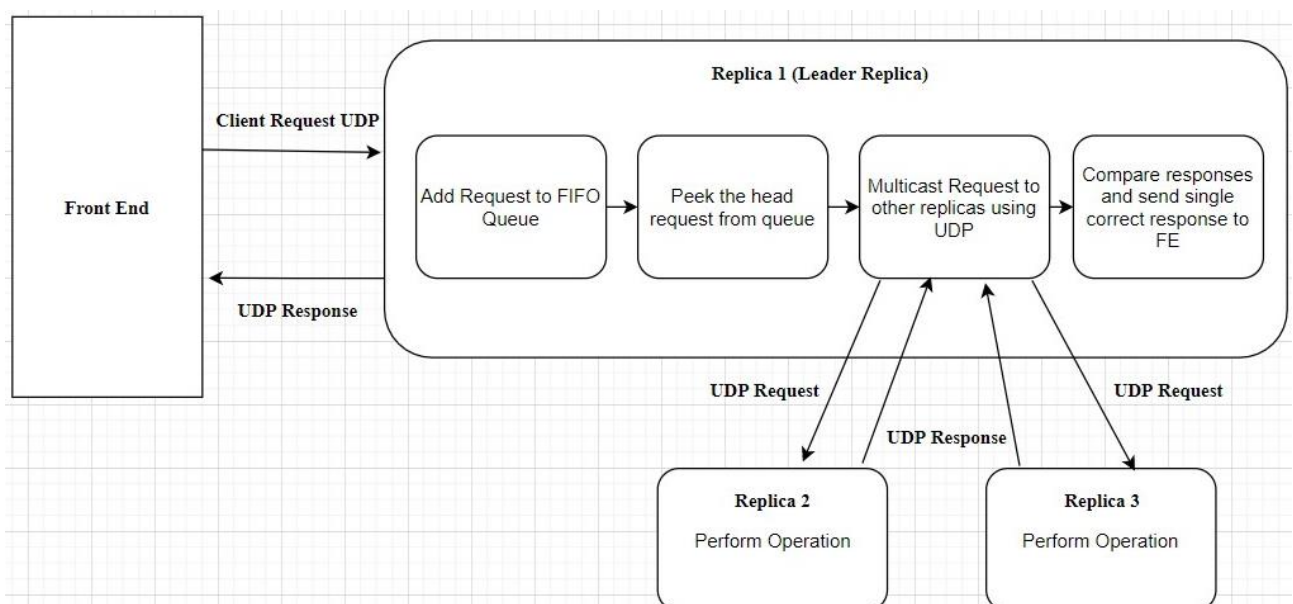 Replica 1 (Leader Replica)
Client Request UDP
Front End
Add Request to FIFO
Queue
Peek the head
request from queue
Multicast Request to
other replicas using
UDP
Compare responses
and send single
correct response to
FE
UDP Response
UDP Request
UDP Request
UDP Response
Replica 2
Perform Operation
Replica 3
Perform Operation